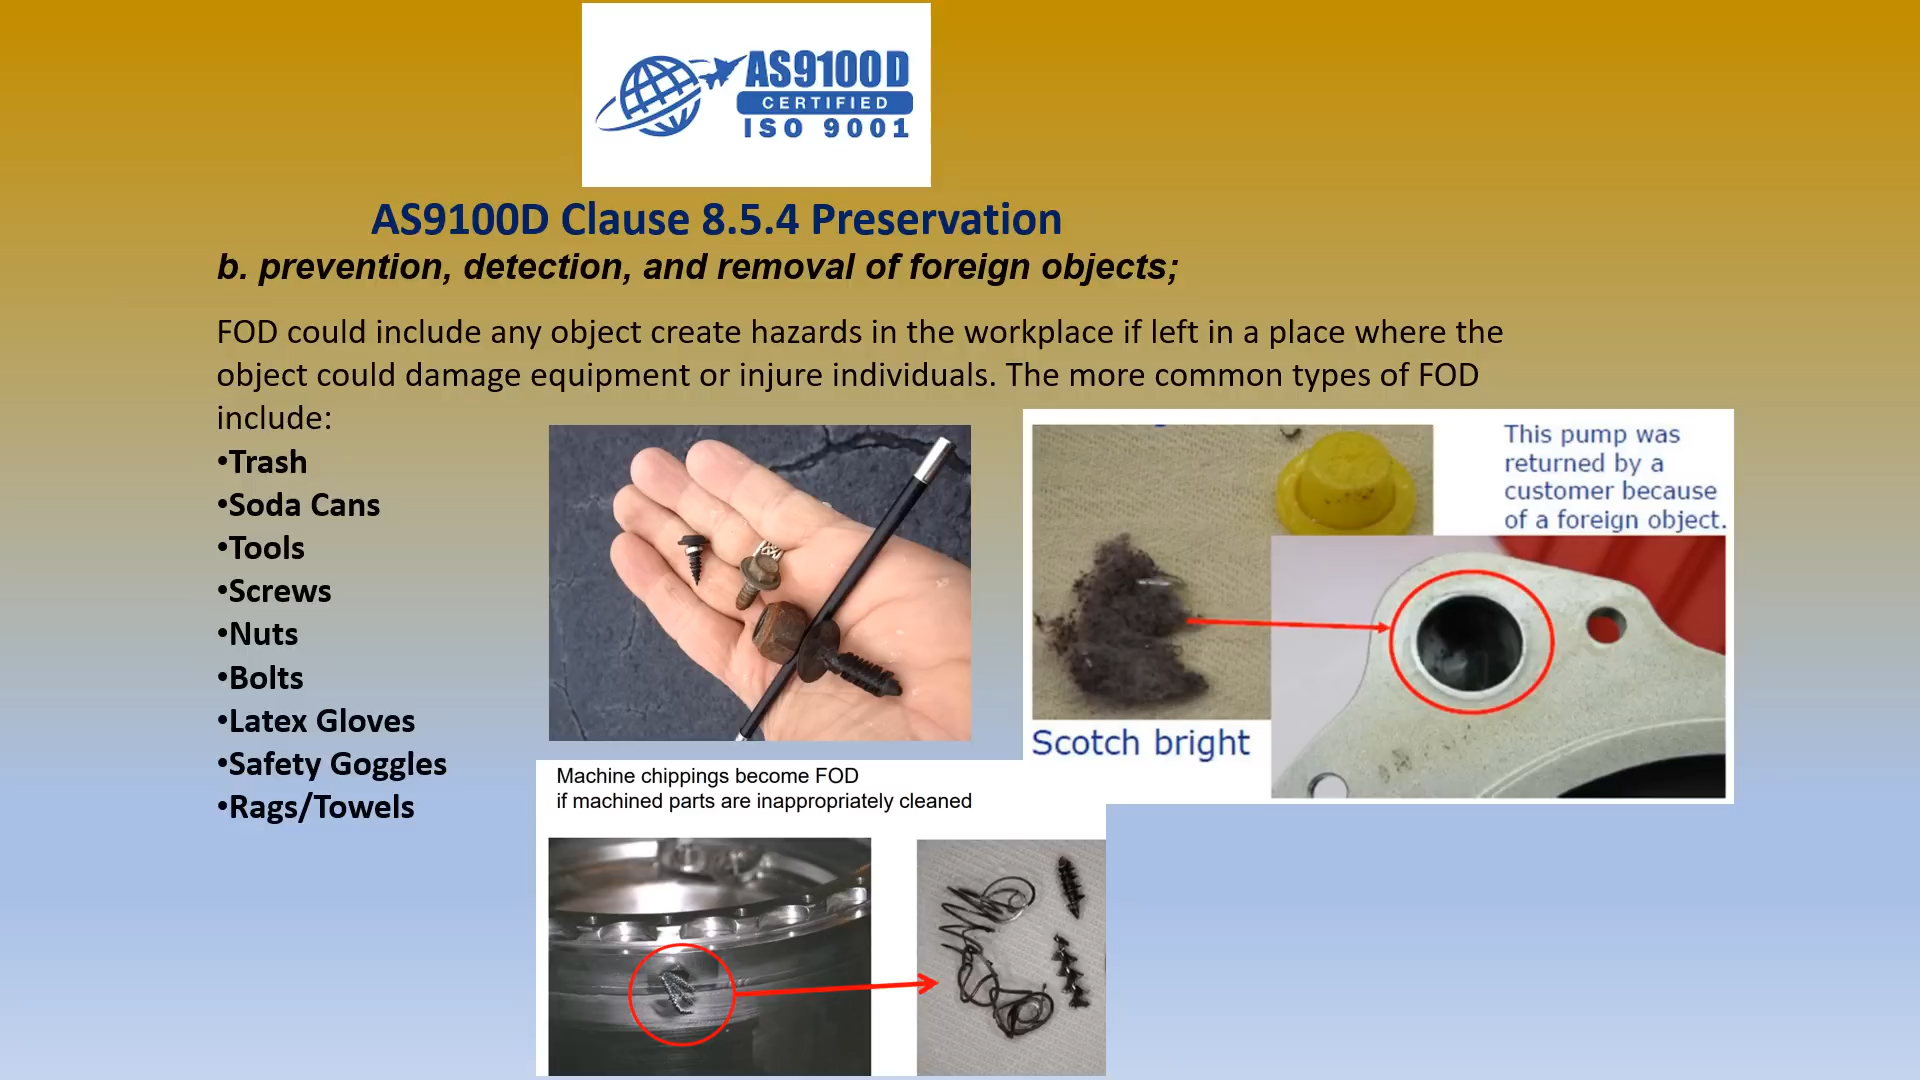 AS9100D
CERTIFIED
ISO 9001
AS9100D Clause 8.5.4 Preservation
b. prevention, detection, and removal of foreign objects;
FOD could include any object create hazards in the workplace if left in a place where the
object could damage equipment or injure individuals. The more common types of FOD
include:
•Trash
•Soda Cans
•Tools
•Screws
•Nuts
•Bolts
•Latex Gloves
•Safety Goggles
•Rags/Towels
This pump was
returned by a
customer because
of a foreign object.
Scotch bright
Machine chippings become FOD
if machined parts are inappropriately cleaned